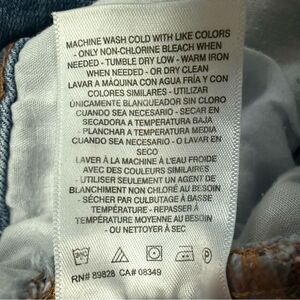 MACHINE WASH COLD WITH LIKE COLORS
- ONLY NON-CHLORINE BLEACH WHEN
NEEDED - TUMBLE DRY LOW - WARM IRON
WHEN NEEDED - OR DRY CLEAN
LAVAR A MÁQUINA CON AGUA FRÍA Y CON
COLORES SIMILARES - UTILIZAR
ÚNICAMENTE BLANQUEADOR SIN CLORO
CUANDO SEA NECESARIO - SECAR EN
SECADORA A TEMPERATURA BAJA
- PLANCHAR A TEMPERATURA MEDIA
CUANDO SEA NECESARIO - O LAVAR EN
SECO
LAVER À LA MACHINE À L'EAU FROIDE
AVEC DES COULEURS SIMILAIRES
- UTILISER SEULEMENT UN AGENT DE
BLANCHIMENT NON CHLORÉ AU BESOIN
- SÉCHER PAR CULBUTAGE À BASSE
TEMPÉRATURE - REPASSER À
TEMPÉRATURE MOYENNE AU BESOIN
- OU NETTOYER À SEC
RN# 89828 CA# 08349